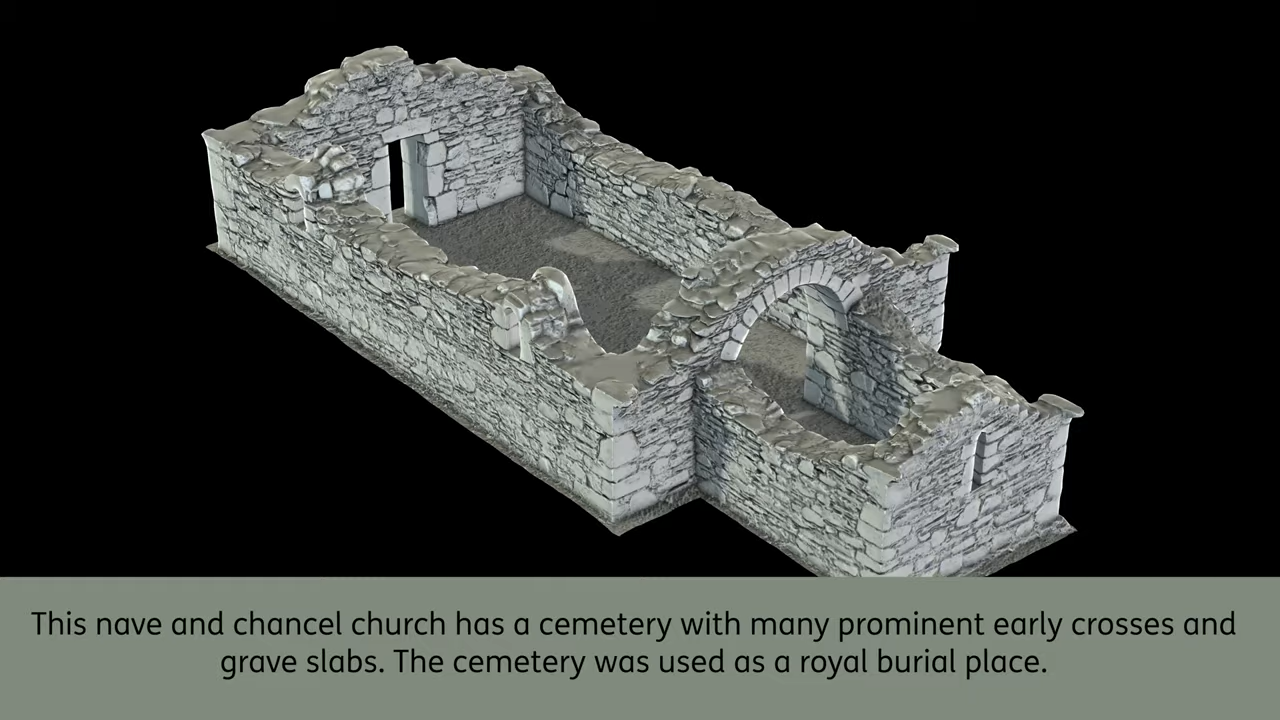 This nave and chancel church has a cemetery with many prominent early crosses and
grave slabs. The cemetery was used as a royal burial place.